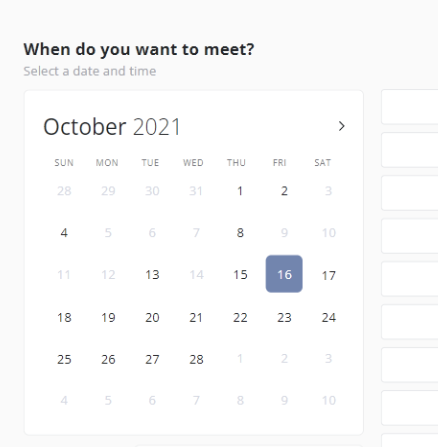 When do you want to meet?
Select a date and time
October 2021
SUN MON TUE WED THU FRI SAT
28 29 30 31 1 2 3
4 5 6 7 8 9 10
11 12 13 14 15 16 17
18 19 20 21 22 23 24
25 26 27 28 1 2 3
4 5 6 7 8 9 10